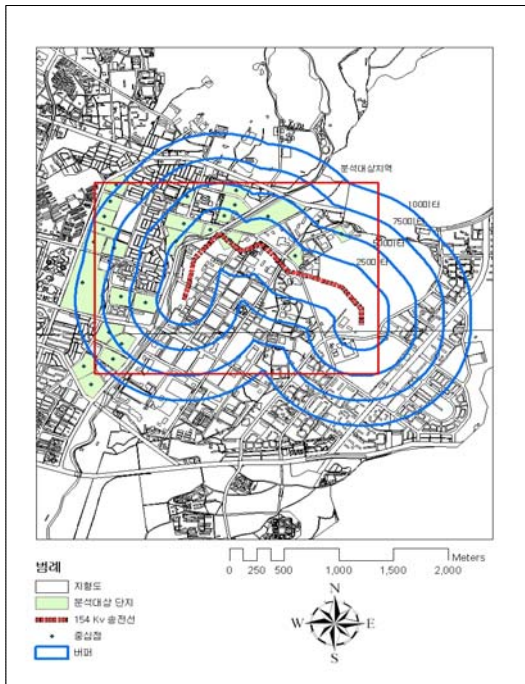 분석대상지역
1000미터
750미터
500미터
250미터
범례
지형도
분석대상 단지
154 Kv 송전선
중심점
버퍼
Meters
0 250 500 1,000 1,500 2,000
N
W E
S